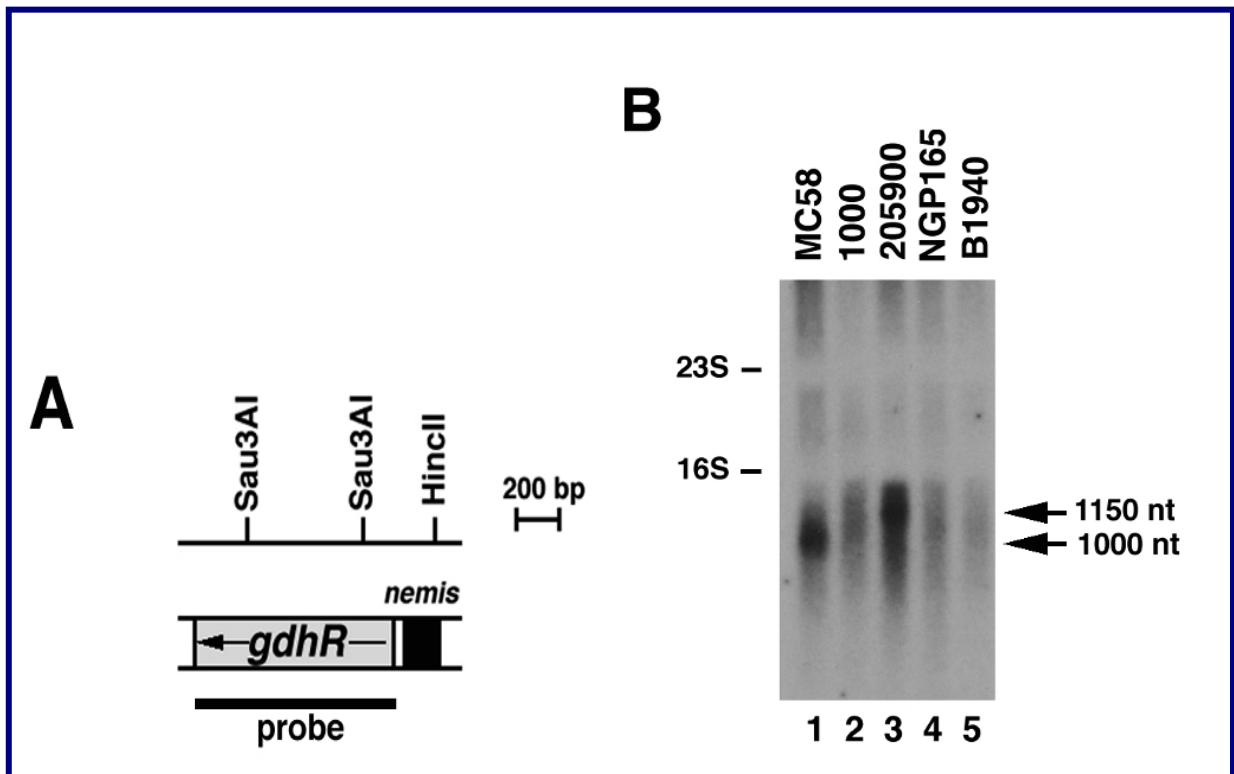 A
Sau3AI
Sau3AI
HincII
200 bp
nemis
gdhR
probe
B
MC58
1000
205900
NGP165
B1940
23S
16S
1150 nt
1000 nt
1 2 3 4 5